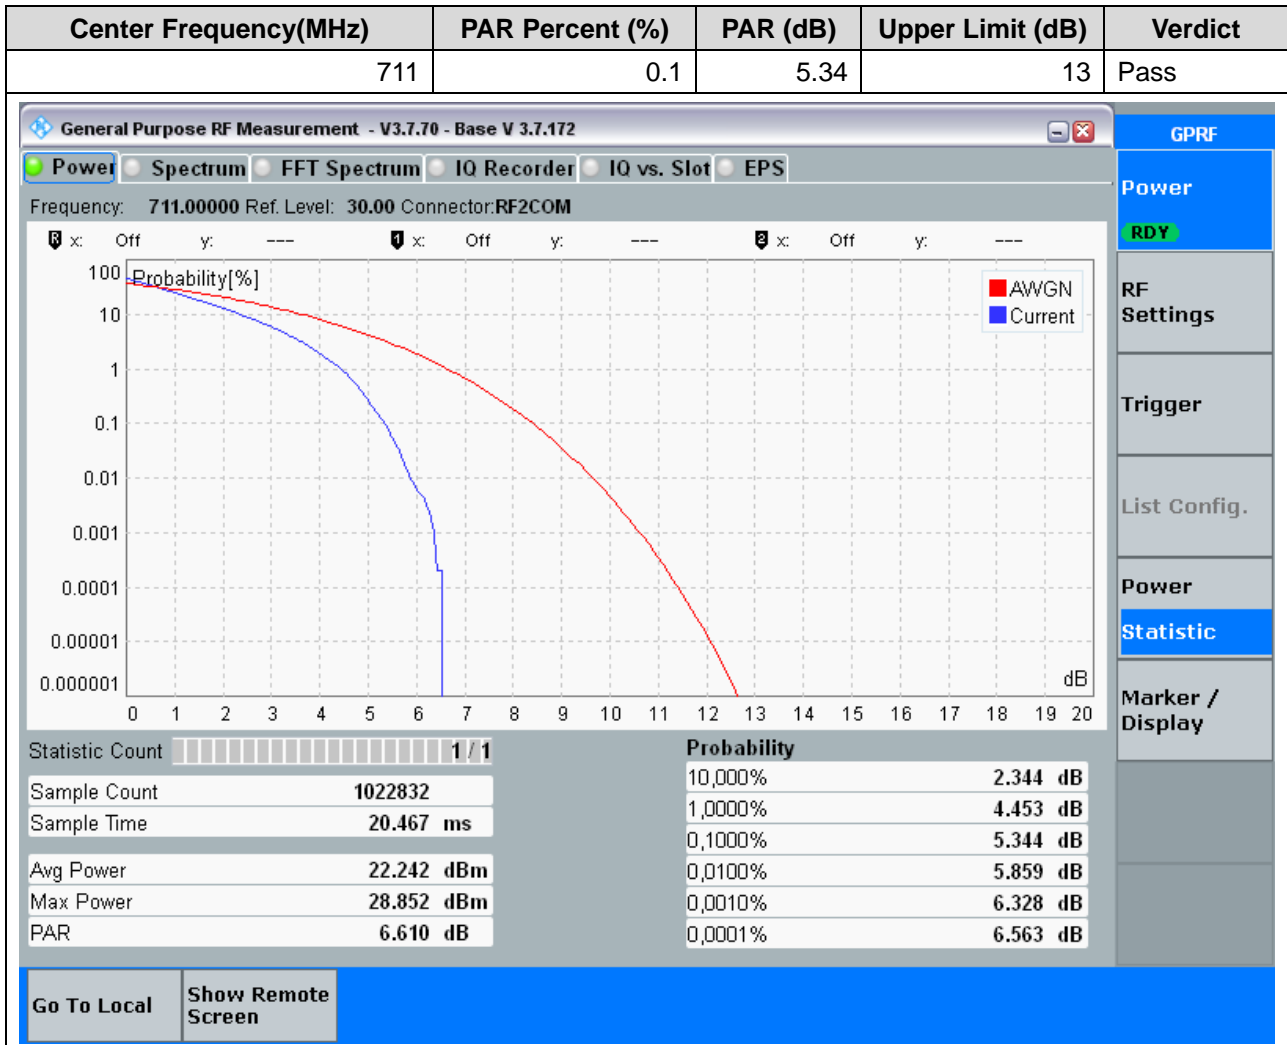 Center Frequency(MHz) PAR Percent (%) PAR (dB) Upper Limit (dB) Verdict
711 0.1 5.34 13 Pass
General Purpose RF Measurement - V3.7.70 - Base V 3.7.172
GPRF
Power Spectrum FFT Spectrum IQ Recorder IQ vs. Slot EPS
Frequency: 711.00000 Ref. Level: 30.00 Connector:RF2COM
R x: Off y: --- 1 x: Off y: --- 2 x: Off y: ---
Probability[%]
AWGN
Current
100
10
1
0.1
0.01
0.001
0.0001
0.00001
0.000001
dB
0 1 2 3 4 5 6 7 8 9 10 11 12 13 14 15 16 17 18 19 20
Statistic Count 1 / 1
Sample Count 1022832
Sample Time 20.467 ms
Avg Power 22.242 dBm
Max Power 28.852 dBm
PAR 6.610 dB
Probability
10,000% 2.344 dB
1,0000% 4.453 dB
0,1000% 5.344 dB
0,0100% 5.859 dB
0,0010% 6.328 dB
0,0001% 6.563 dB
Power
RDY
RF
Settings
Trigger
List Config.
Power
Statistic
Marker /
Display
Go To Local
Show Remote
Screen